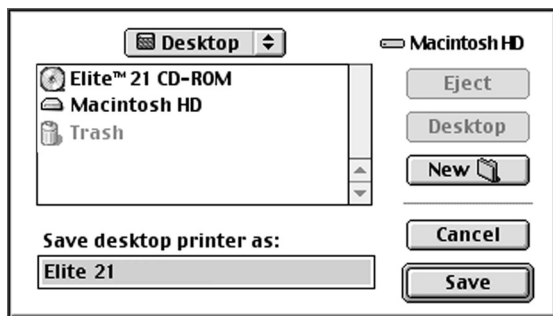 Desktop
Macintosh HD
Elite™ 21 CD-ROM
Macintosh HD
Trash
Eject
Desktop
New
Save desktop printer as:
Elite 21
Cancel
Save